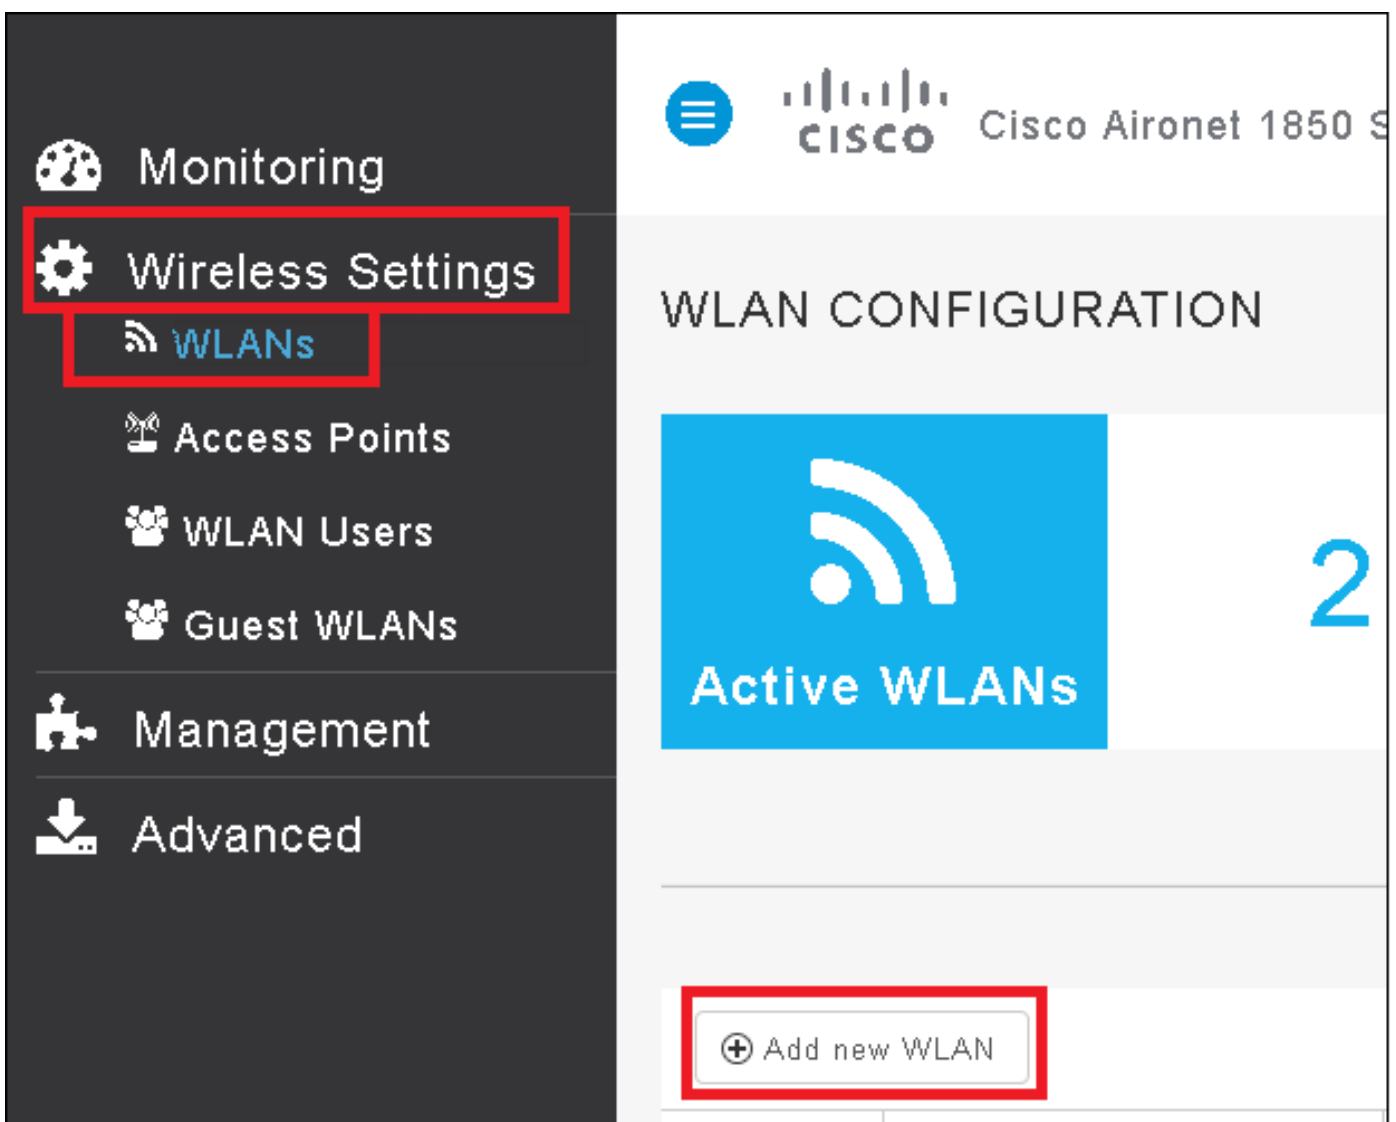 Monitoring
Wireless Settings
WLANs
Access Points
WLAN Users
Guest WLANs
Management
Advanced
CISCO
Cisco Aironet 1850 S
WLAN CONFIGURATION
Active WLANs
2
Add new WLAN